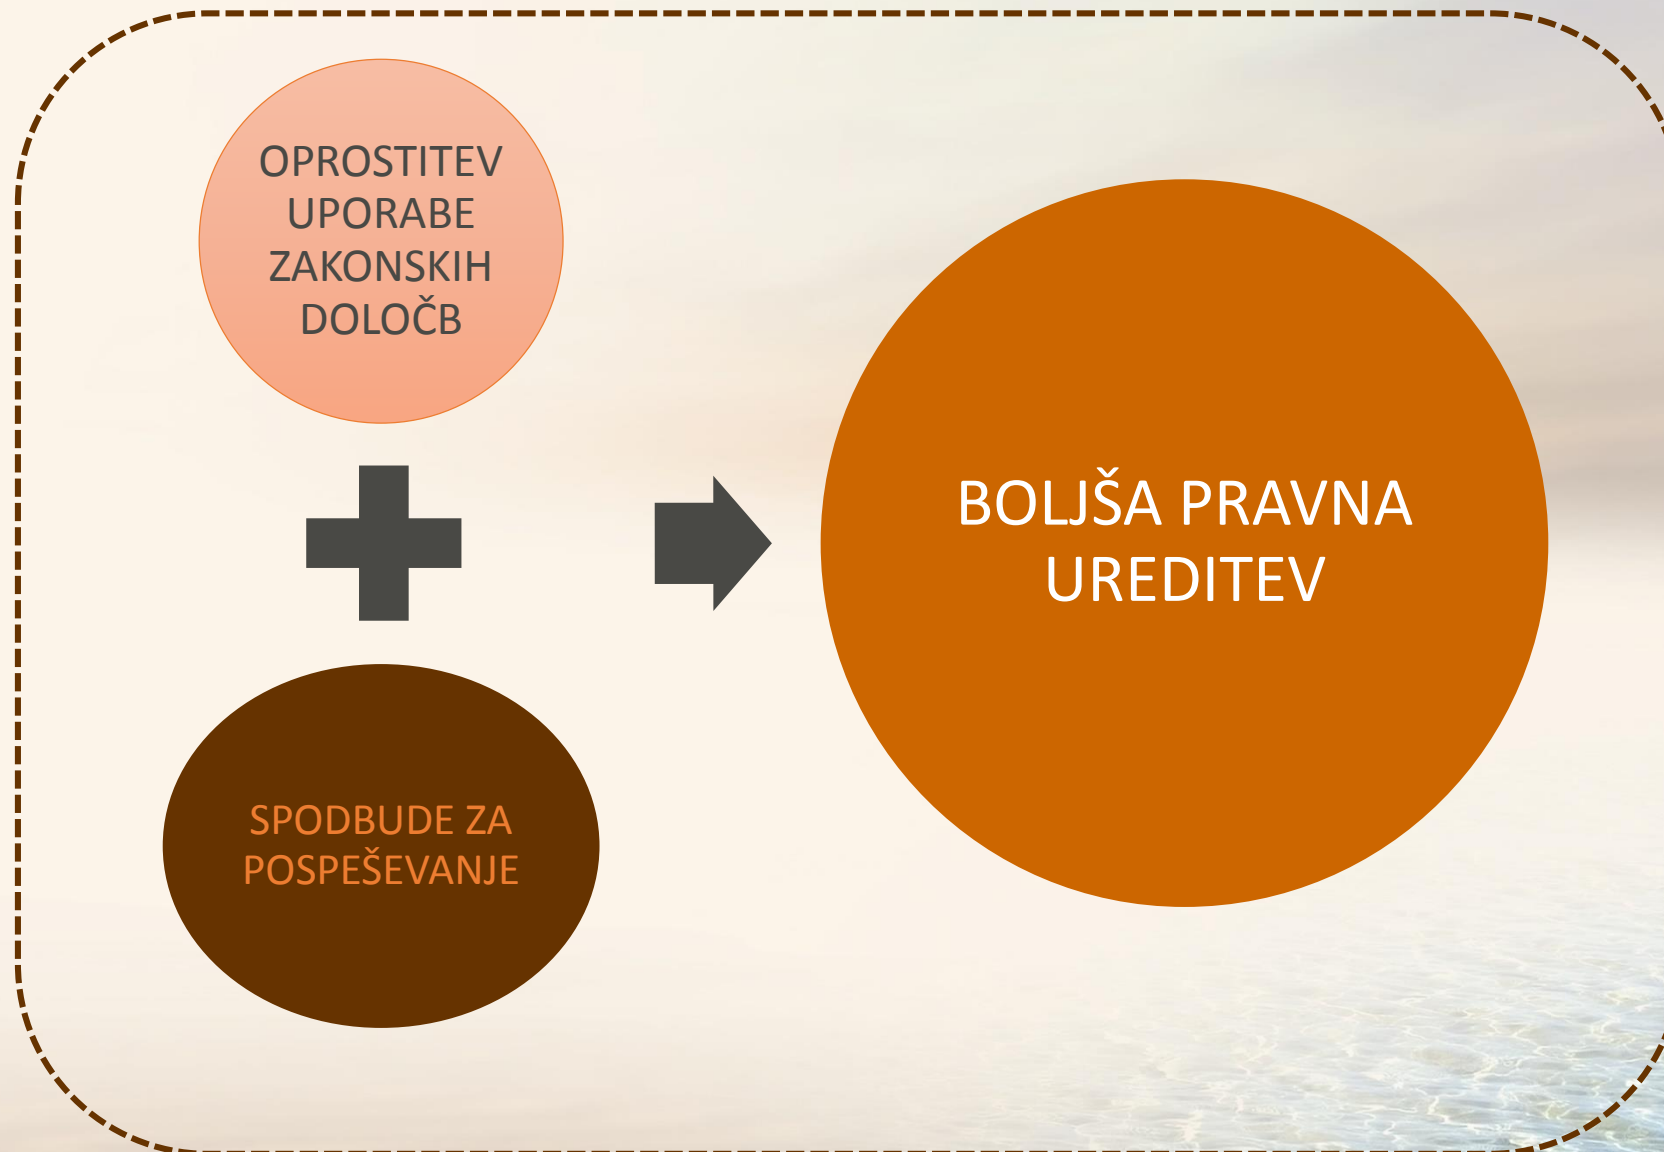 OPROSTITEV
UPORABE
ZAKONSKIH
DOLOČB
SPODBUDE ZA
POSPEŠEVANJE
BOLJŠA PRAVNA
UREDITEV